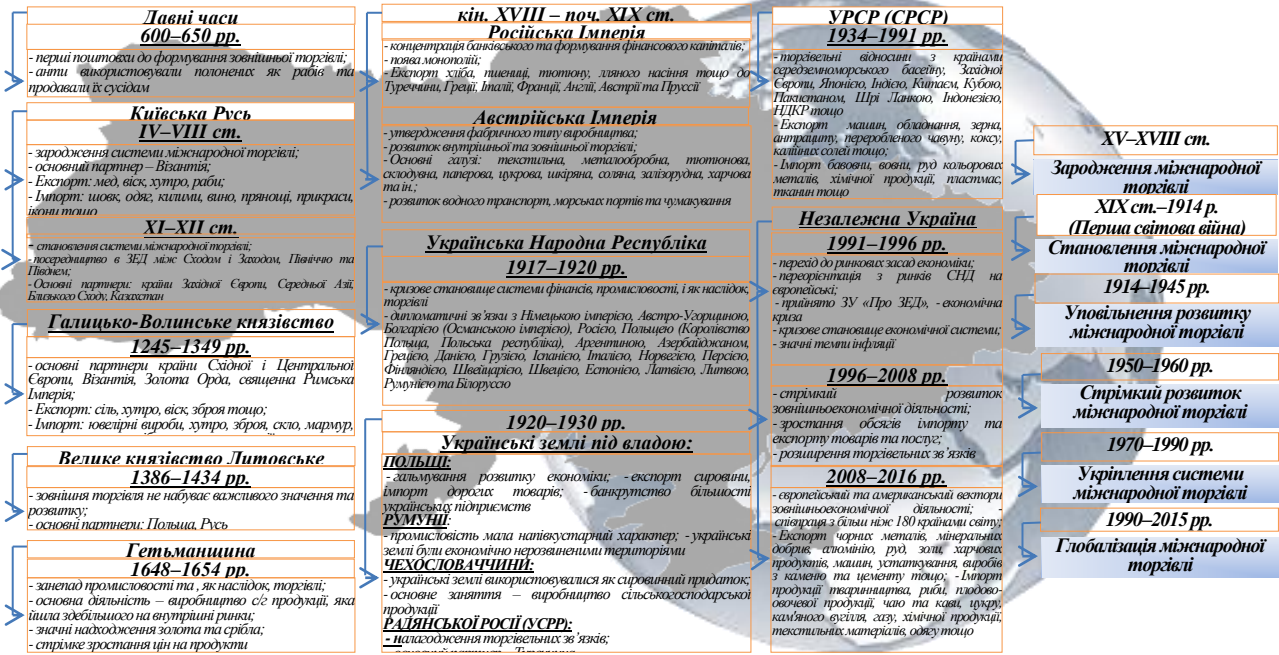 Давні часи
600–650 рр.
- перші поштовхи до формування зовнішньої торгівлі;
- анти використовували полонених як рабів та
продавали їх сусідам
Київська Русь
IV–VIII ст.
- зародження системи міжнародної торгівлі;
- основний партнер – Візантія;
- Експорт: мед, віск, хутро, раби;
- Імпорт: шовк, одяг, килими, вино, прянощі, прикраси,
ікони тощо
XI–XII ст.
- становлення системи міжнародної торгівлі;
- посередництво в ЗЕД між Сходом і Заходом, Північчю та
Півднем;
- Основні партнери: країни Західної Європи, Середньої Азії,
Близького Сходу, Казахстан
Галицько-Волинське князівство
1245–1349 рр.
- основні партнери країни Східної і Центральної
Європи, Візантія, Золота Орда, священна Римська
Імперія;
- Експорт: сіль, хутро, віск, зброя тощо;
- Імпорт: ювелірні вироби, хутро, зброя, скло, мармур,
Велике князівство Литовське
1386–1434 рр.
- зовнішня торгівля не набуває важливого значення та
розвитку;
- основні партнери: Польща, Русь
Гетьманщина
1648–1654 рр.
- занепад промисловості та , як наслідок, торгівлі;
- основна діяльність – виробництво с/г продукції, яка
йшла здебільшого на внутрішні ринки;
- значні надходження золота та срібла;
- стрімке зростання цін на продукти
кін. XVIII – поч. XIX ст.
Російська Імперія
- концентрація банківського та формування фінансового капіталів;
- поява монополій;
- Експорт хліба, пшениці, тютюну, лляного насіння тощо до
Туреччини, Греції, Італії, Франції, Англії, Австрії та Пруссії
Австрійська Імперія
- утвердження фабричного типу виробництва;
- розвиток внутрішньої та зовнішньої торгівлі;
- Основні галузі: текстильна, металообробна, тютюнова,
склодувна, паперова, цукрова, шкіряна, соляна, залізорудна, харчова
та ін.;
- розвиток водного транспорт, морських портів та чумакування
Українська Народна Республіка
1917–1920 рр.
- кризове становище системи фінансів, промисловості, і як наслідок,
торгівлі
- дипломатичні зв’язки з Німецькою імперією, Австро-Угорщиною,
Болгарією (Османською імперією), Росією, Польщею (Королівство
Польща, Польська республіка), Аргентиною, Азербайджаном,
Грецією, Данією, Грузією, Іспанією, Італією, Норвегією, Персією,
Фінляндією, Швейцарією, Швецією, Естонією, Латвією, Литвою,
Румунією та Білоруссю
1920–1930 рр.
Українські землі під владою:
ПОЛЬЩІ:
- гальмування розвитку економіки; - експорт сировини,
імпорт дорогих товарів; - банкрутство більшості
українських підприємств
РУМУНІЇ:
- промисловість мала напівкустарний характер; - українські
землі були економічно нерозвиненими територіями
ЧЕХОСЛОВАЧЧИНИ:
- українські землі використовувалися як сировинний придаток;
- основне заняття – виробництво сільськогосподарської
продукції
РАДЯНСЬКОЇ РОСІЇ (УСРР):
- налагодження торгівельних зв’язків;
УРСР (СРСР)
1934–1991 рр.
- торгівельні відносини з країнами
середземноморського басейну, Західної
Європи, Японією, Індією, Китаєм, Кубою,
Пакистаном, Шрі Ланкою, Індонезією,
НДКР тощо
- Експорт машин, обладнання, зерна,
антрациту, переробленого чавуну, коксу,
калійних солей тощо;
- Імпорт бавовни, вовни, руд кольорових
металів, хімічної продукції, пластмас,
тканин тощо
Незалежна Україна
1991–1996 рр.
- перехід до ринкових засад економіки;
- переорієнтація з ринків СНД на
європейські;
- прийнято ЗУ «Про ЗЕД», - економічна
криза
- кризове становище економічної системи;
- значні темпи інфляції
1996–2008 рр.
- стрімкий розвиток
зовнішньоекономічної діяльності;
- зростання обсягів імпорту та
експорту товарів та послуг;
- розширення торгівельних зв’язків
2008–2016 рр.
- європейський та американський вектори
зовнішньоекономічної діяльності; -
співпраця з більш ніж 180 країнами світу;
- Експорт чорних металів, мінеральних
добрив, алюмінію, руд, золи, харчових
продуктів, машин, устаткування, виробів
з каменю та цементу тощо; - Імпорт
продукції тваринництва, риби, плодово-
овочевої продукції, чаю та кави, цукру,
кам'яного вугілля, газу, хімічної продукції,
текстильних матеріалів, одягу тощо
XV–XVIII ст.
Зародження міжнародної
торгівлі
XIX ст.–1914 р.
(Перша світова війна)
Становлення міжнародної
торгівлі
1914–1945 рр.
Уповільнення розвитку
міжнародної торгівлі
1950–1960 рр.
Стрімкий розвиток
міжнародної торгівлі
1970–1990 рр.
Укріплення системи
міжнародної торгівлі
1990–2015 рр.
Глобалізація міжнародної
торгівлі